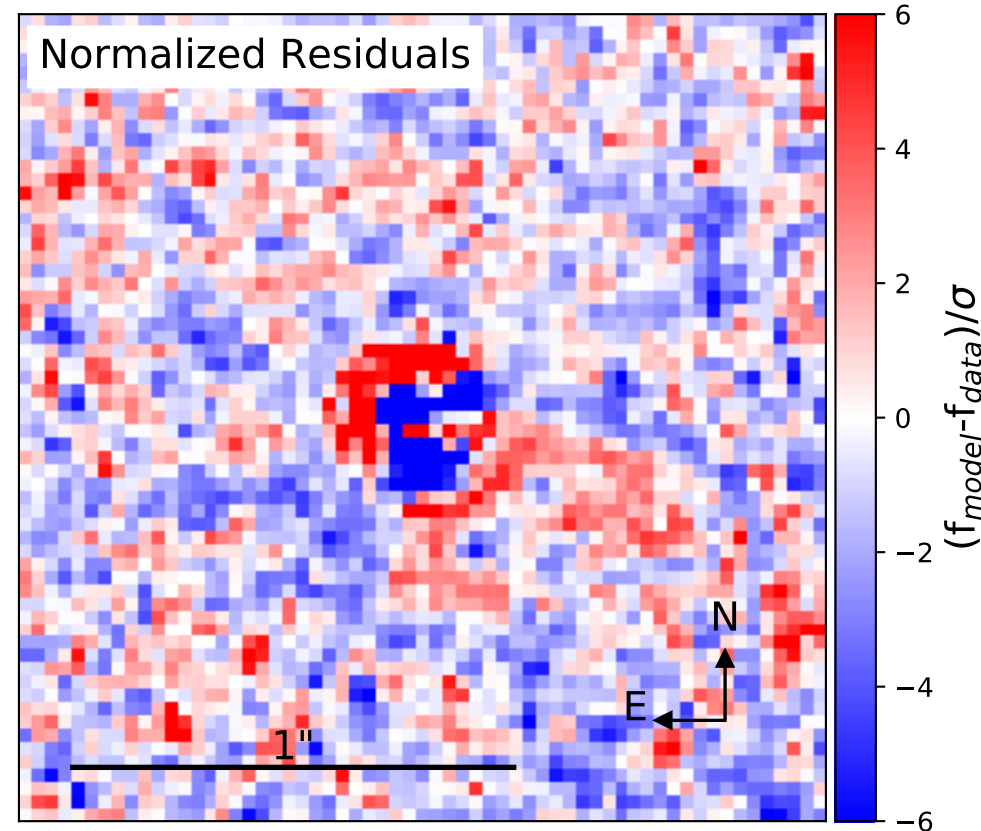 Normalized Residuals
6
4
2
0
−2
−4
−6
(f_model-f_data)/σ
N
E
1"